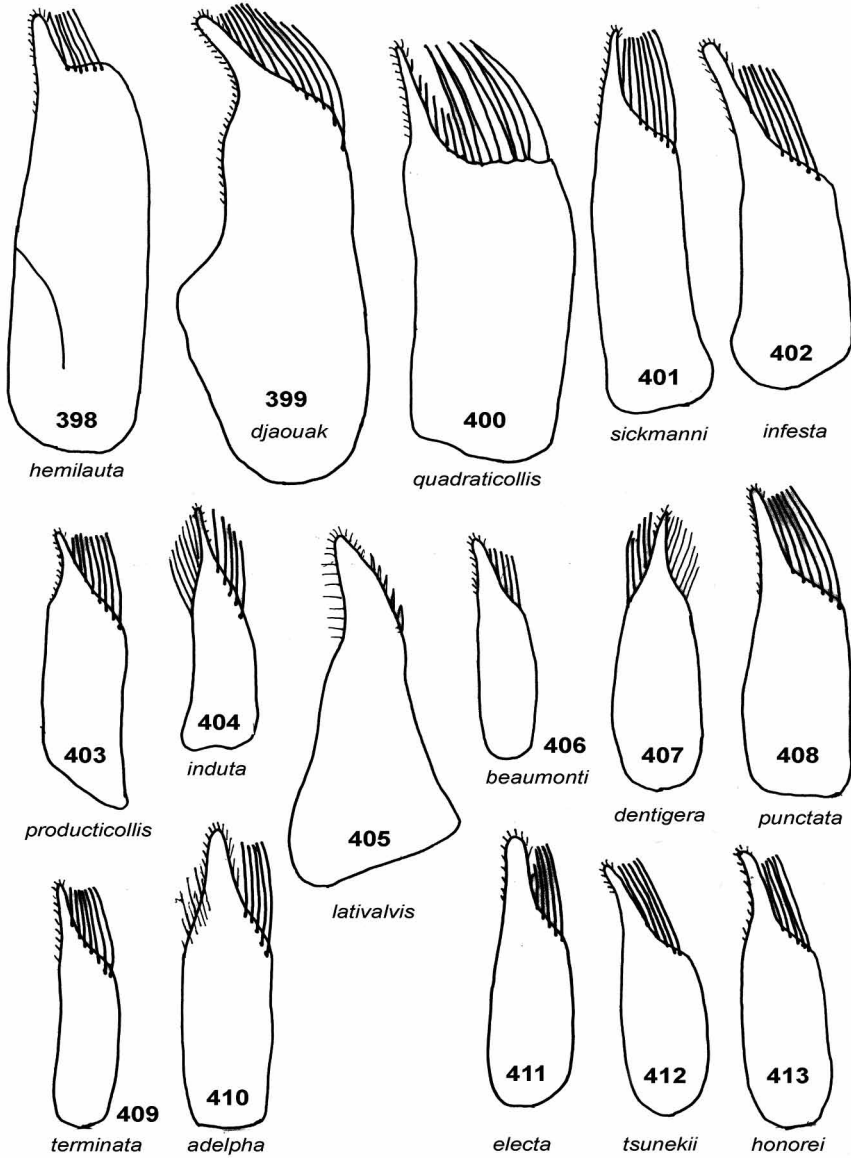 398
hemilauta
399
djaouak
400
quadraticollis
401
sickmanni
402
infesta
403
producticollis
404
induta
405
lativalvis
406
beaumonti
407
dentigera
408
punctata
409
terminata
410
adelpha
411
electa
412
tsunekii
413
honorei